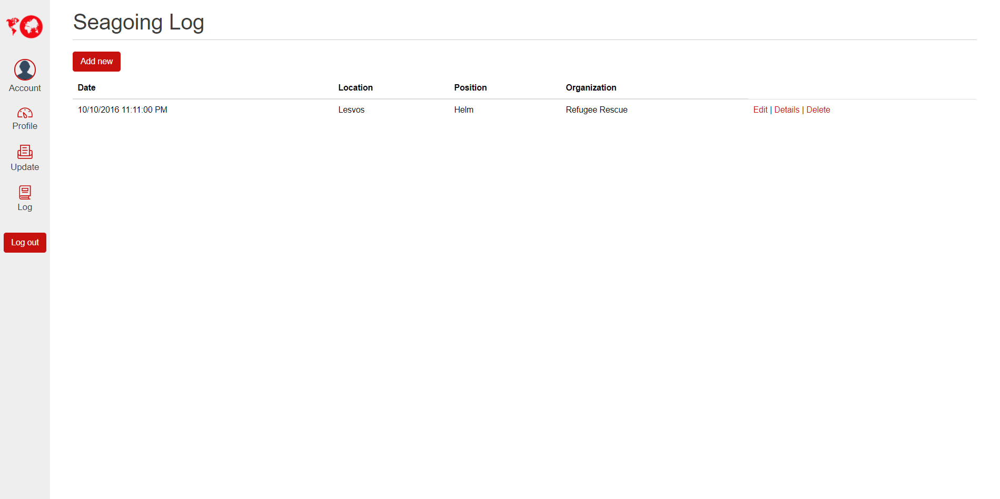 Seagoing Log
Add new
Date Location Position Organization
10/10/2016 11:11:00 PM Lesvos Helm Refugee Rescue Edit | Details | Delete
Account
Profile
Update
Log
Log out